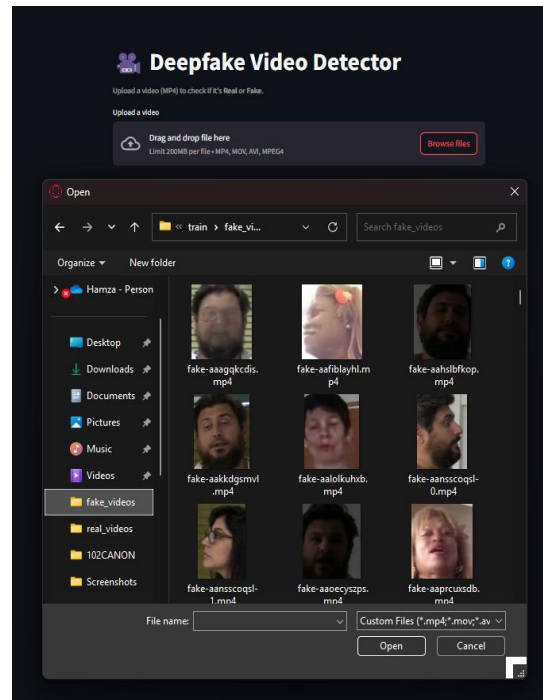 Deepfake Video Detector
Upload a video (MP4) to check if it's Real or Fake.
Upload a video
Drag and drop file here
Limit 200MB per file • MP4, MOV, AVI, MPEG4
Browse files
Open
« train › fake_vi...
Search fake_videos
Organize
New folder
Hamza - Person
Desktop
Downloads
Documents
Pictures
Music
Videos
fake_videos
real_videos
102CANON
Screenshots
fake-aaagqkcdis.
mp4
fake-aafiblayhl.m
p4
fake-aahslbfkop.
mp4
fake-aakkdgsmvl
.mp4
fake-aalolkuhxb.
mp4
fake-aansscoqsl-
0.mp4
fake-aansscoqsl-
1.mp4
fake-aaoecyszps.
mp4
fake-aaprcuxsdb.
mp4
File name:
Custom Files (*.mp4;*.mov;*.av
Open
Cancel